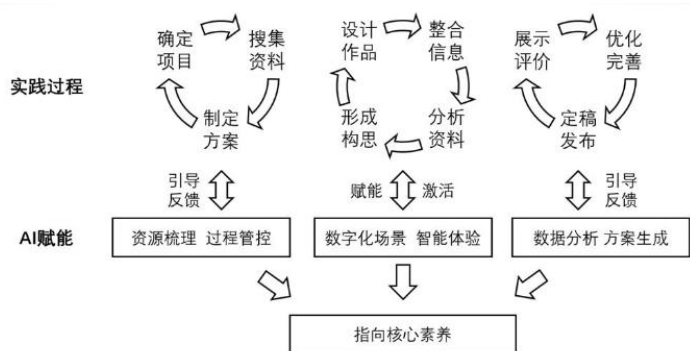 确定
项目
搜集
资料
制定
方案
设计
作品
整合
信息
形成
构思
分析
资料
展示
评价
优化
完善
定稿
发布
实践过程
引导
反馈
赋能
激活
引导
反馈
AI赋能
资源梳理 过程管控
数字化场景 智能体验
数据分析 方案生成
指向核心素养